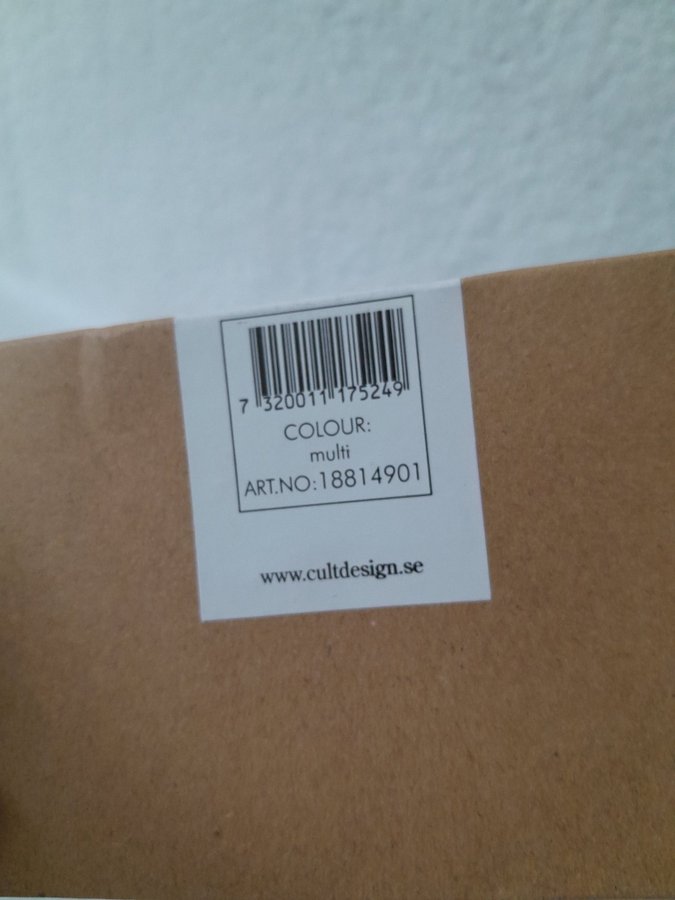 7 320011 175249
COLOUR:
multi
ART.NO:18814901
www.cultdesign.se